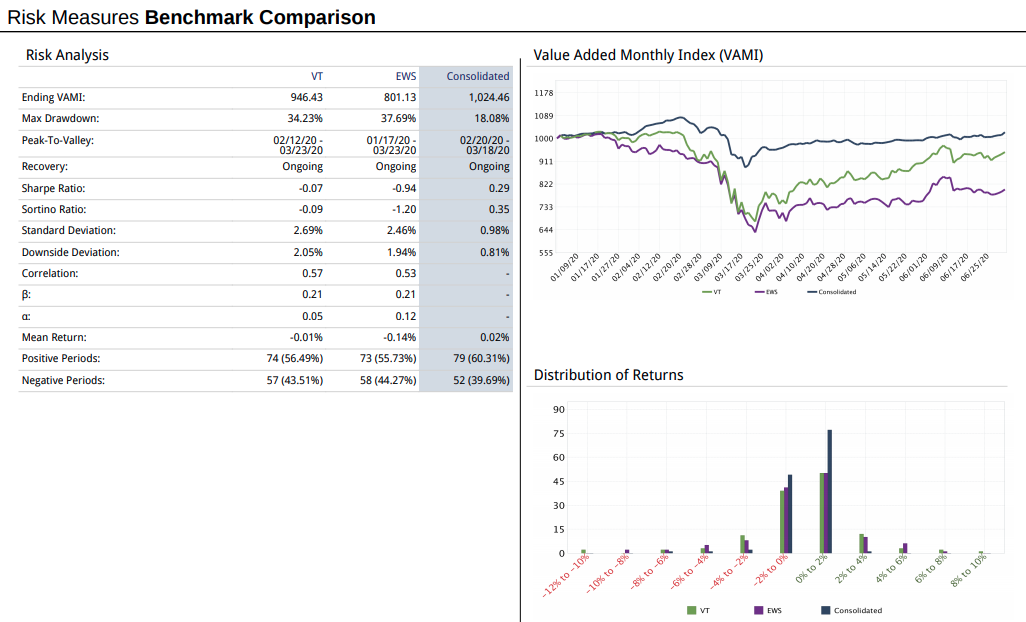 Risk Measures Benchmark Comparison
Risk Analysis
VT EWS Consolidated
Ending VAMI: 946.43 801.13 1,024.46
Max Drawdown: 34.23% 37.69% 18.08%
Peak-To-Valley: 02/12/20 - 01/17/20 - 02/20/20 -
03/23/20 03/23/20 03/18/20
Recovery: Ongoing Ongoing Ongoing
Sharpe Ratio: -0.07 -0.94 0.29
Sortino Ratio: -0.09 -1.20 0.35
Standard Deviation: 2.69% 2.46% 0.98%
Downside Deviation: 2.05% 1.94% 0.81%
Correlation: 0.57 0.53 -
β: 0.21 0.21 -
α: 0.05 0.12 -
Mean Return: -0.01% -0.14% 0.02%
Positive Periods: 74 (56.49%) 73 (55.73%) 79 (60.31%)
Negative Periods: 57 (43.51%) 58 (44.27%) 52 (39.69%)
Value Added Monthly Index (VAMI)
1178
1089
1000
911
822
733
644
555
01/09/20 01/17/20 01/27/20 02/04/20 02/12/20 02/20/20 02/28/20 03/09/20 03/17/20 03/25/20 04/02/20 04/10/20 04/20/20 04/28/20 05/06/20 05/14/20 05/22/20 06/01/20 06/09/20 06/17/20 06/25/20
VT EWS Consolidated
Distribution of Returns
90
75
60
45
30
15
0
−12% to −10% −10% to −8% −8% to −6% −6% to −4% −4% to −2% −2% to 0% 0% to 2% 2% to 4% 4% to 6% 6% to 8% 8% to 10%
VT EWS Consolidated